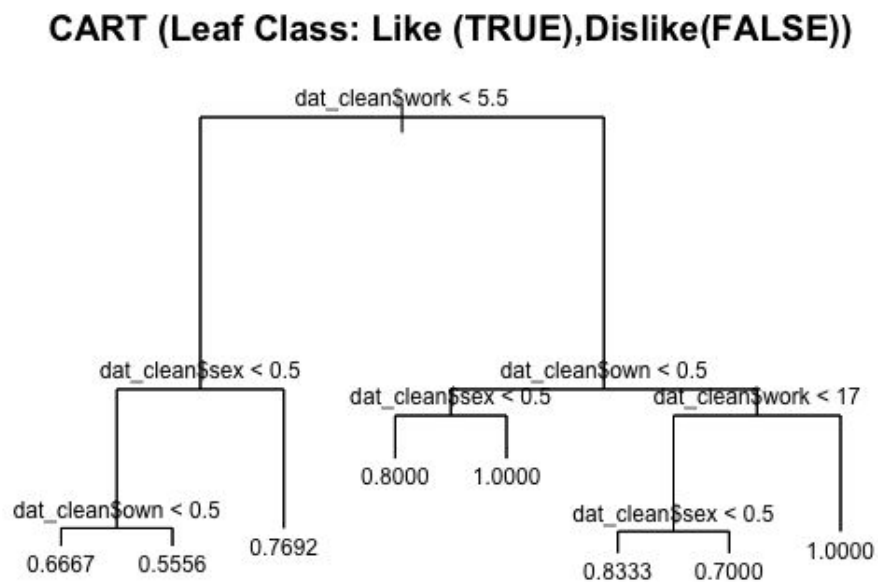 CART (Leaf Class: Like (TRUE),Dislike(FALSE))
dat_clean$work < 5.5
dat_clean$sex < 0.5
dat_clean$own < 0.5
dat_clean$sex < 0.5
dat_clean$work < 17
0.8000
1.0000
dat_clean$own < 0.5
dat_clean$sex < 0.5
0.6667
0.5556
0.7692
0.8333
0.7000
1.0000